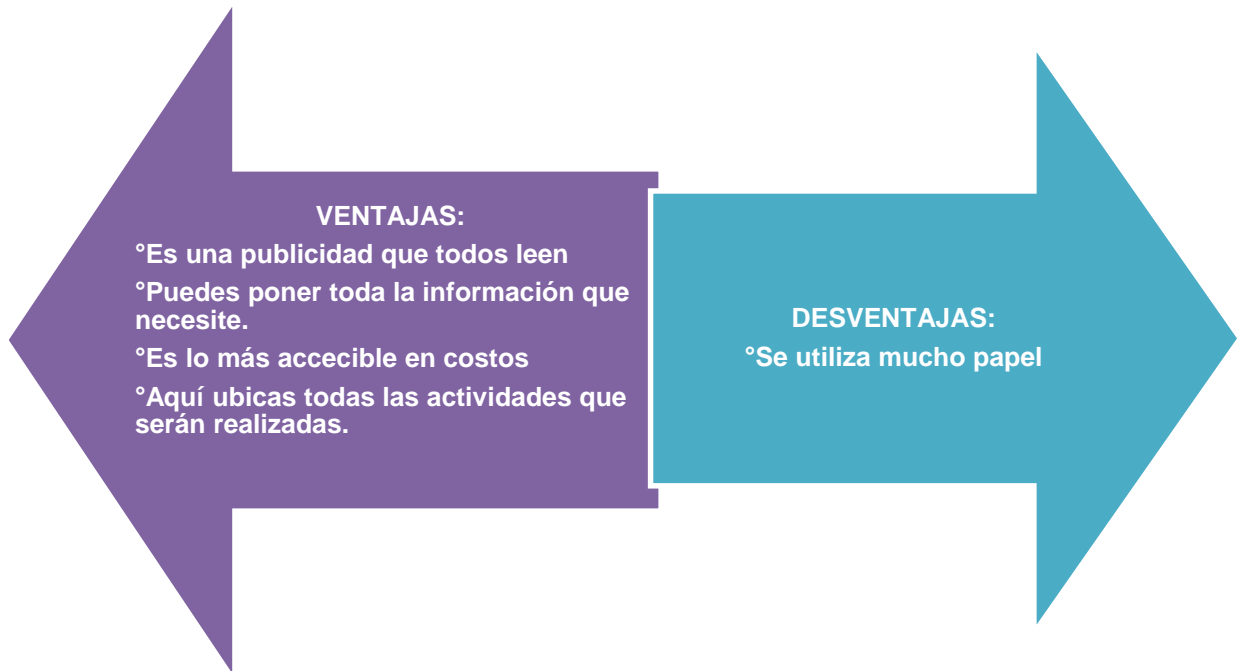 VENTAJAS:
°Es una publicidad que todos leen
°Puedes poner toda la información que
necesite.
°Es lo más accecible en costos
°Aquí ubicas todas las actividades que
serán realizadas.
DESVENTAJAS:
°Se utiliza mucho papel